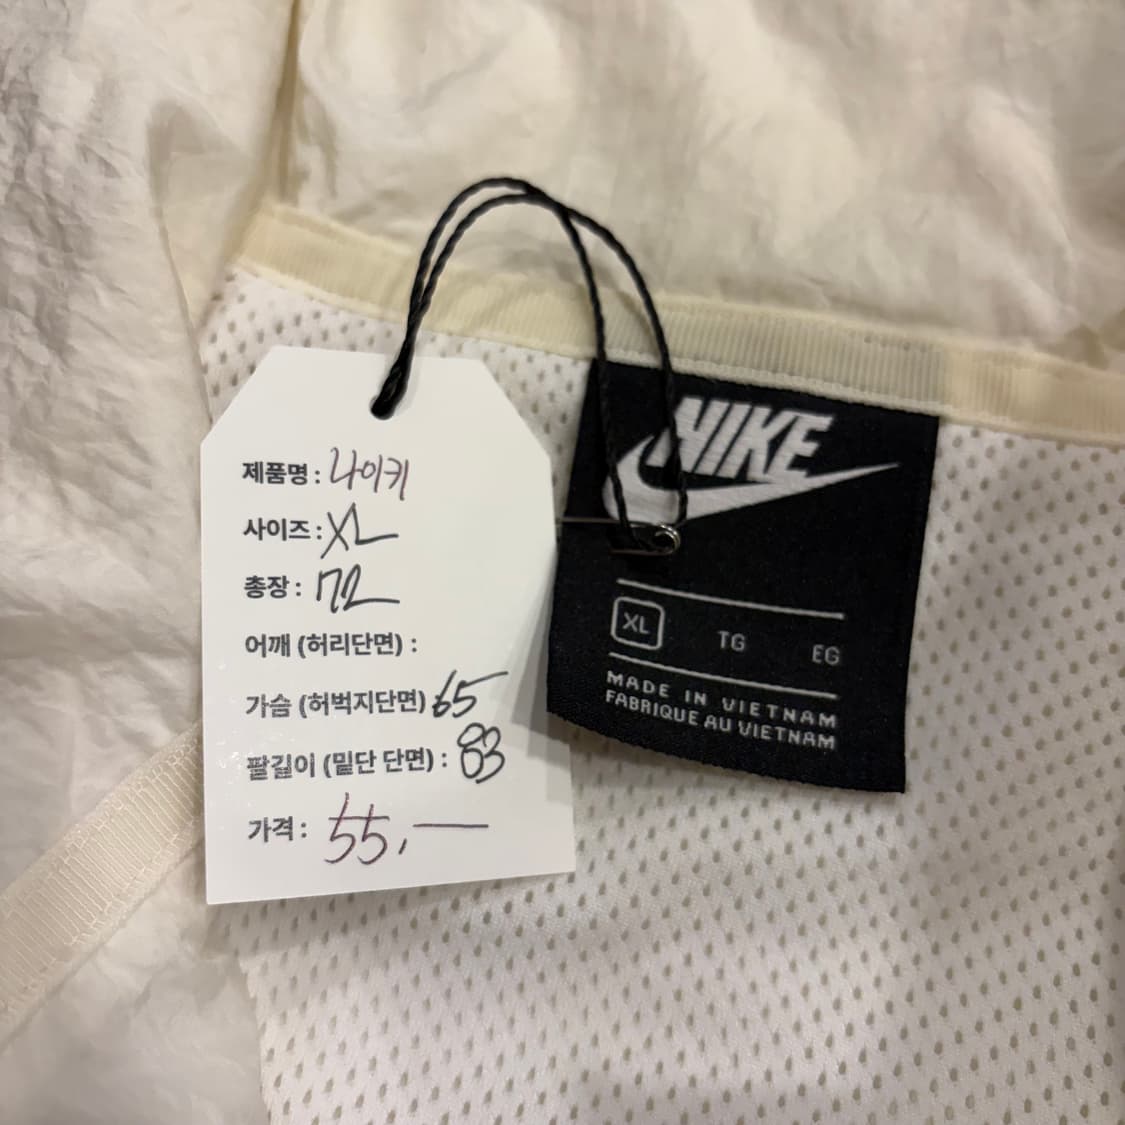 제품명 : 나이키
사이즈 : XL
총장 : 72
어깨 (허리단면) :
가슴 (허벅지단면) 65
팔길이 (밑단 단면) : 83
가격 : 55,—
NIKE
XL TG EG
MADE IN VIETNAM
FABRIQUE AU VIETNAM